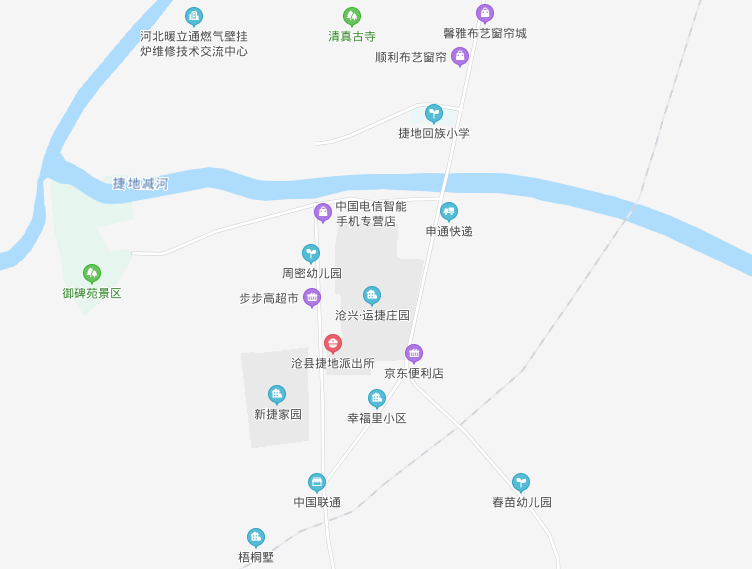 河北暖立通燃气壁挂
炉维修技术交流中心
清真古寺
馨雅布艺窗帘城
顺利布艺窗帘
捷地回族小学
捷地减河
中国电信智能
手机专营店
申通快递
周密幼儿园
御碑苑景区
步步高超市
沧兴·运捷庄园
沧县捷地派出所
京东便利店
新捷家园
幸福里小区
中国联通
春苗幼儿园
梧桐墅